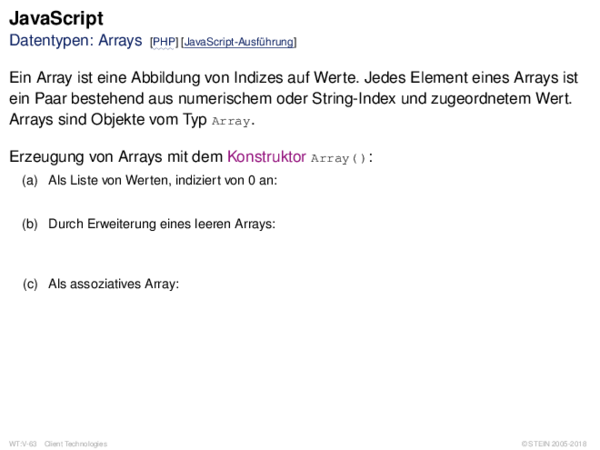 JavaScript
Datentypen: Arrays [PHP] [JavaScript-Ausführung]
Ein Array ist eine Abbildung von Indizes auf Werte. Jedes Element eines Arrays ist
ein Paar bestehend aus numerischem oder String-Index und zugeordnetem Wert.
Arrays sind Objekte vom Typ Array.
Erzeugung von Arrays mit dem Konstruktor Array():
(a) Als Liste von Werten, indiziert von 0 an:
(b) Durch Erweiterung eines leeren Arrays:
(c) Als assoziatives Array:
WT:V-63 Client Technologies © STEIN 2005-2018